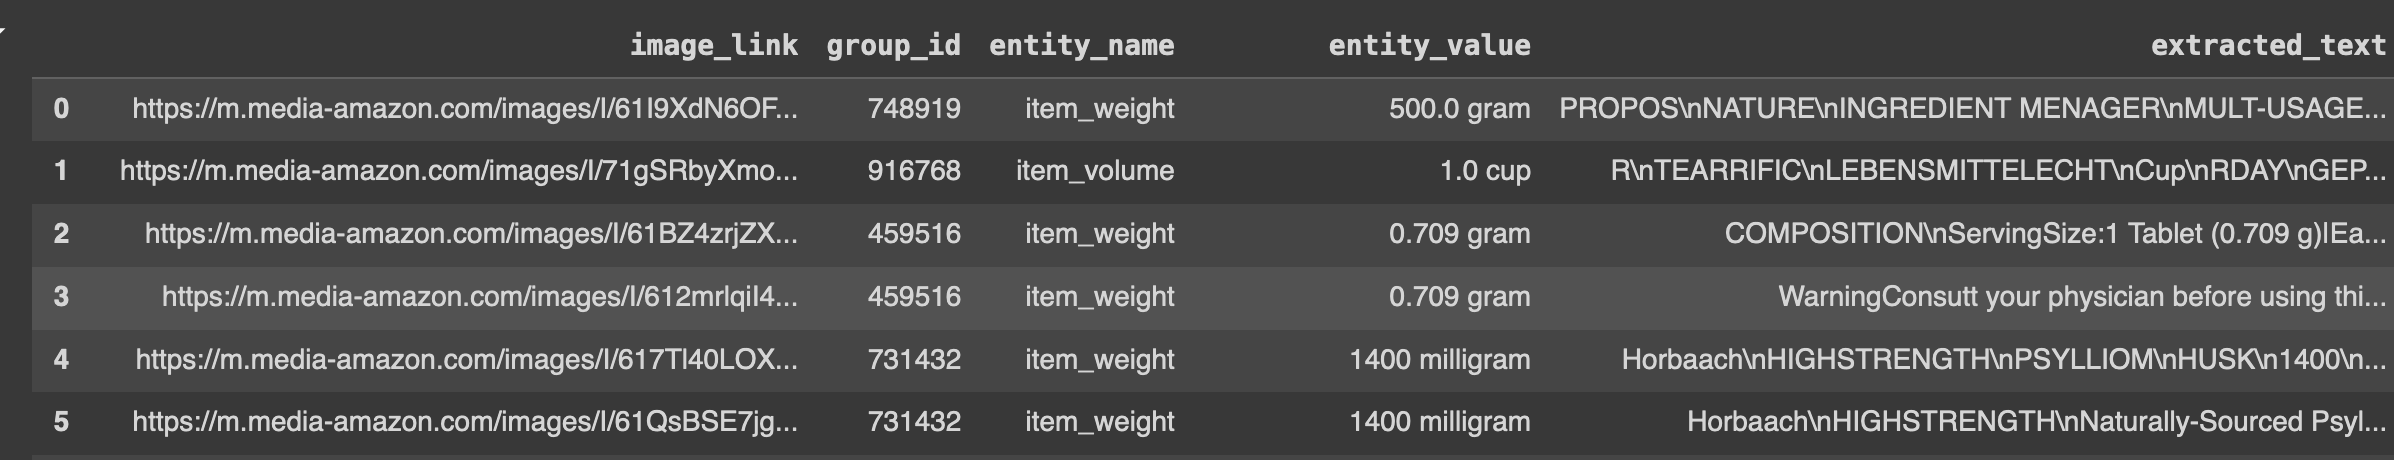 image_link group_id entity_name entity_value extracted_text
0 https://m.media-amazon.com/images/I/61I9XdN6OF... 748919 item_weight 500.0 gram PROPOS\nNATURE\nINGREDIENT MENAGER\nMULT-USAGE...
1 https://m.media-amazon.com/images/I/71gSRbyXmo... 916768 item_volume 1.0 cup R\nTEARRIFIC\nLEBENSMITTELECHT\nCup\nRDAY\nGEP...
2 https://m.media-amazon.com/images/I/61BZ4zrjZX... 459516 item_weight 0.709 gram COMPOSITION\nServingSize:1 Tablet (0.709 g)lEa...
3 https://m.media-amazon.com/images/I/612mrlqiI4... 459516 item_weight 0.709 gram WarningConsutt your physician before using thi...
4 https://m.media-amazon.com/images/I/617Tl40LOX... 731432 item_weight 1400 milligram Horbaach\nHIGHSTRENGTH\nPSYLLIOM\nHUSK\n1400\n...
5 https://m.media-amazon.com/images/I/61QsBSE7jg... 731432 item_weight 1400 milligram Horbaach\nHIGHSTRENGTH\nNaturally-Sourced Psyl...